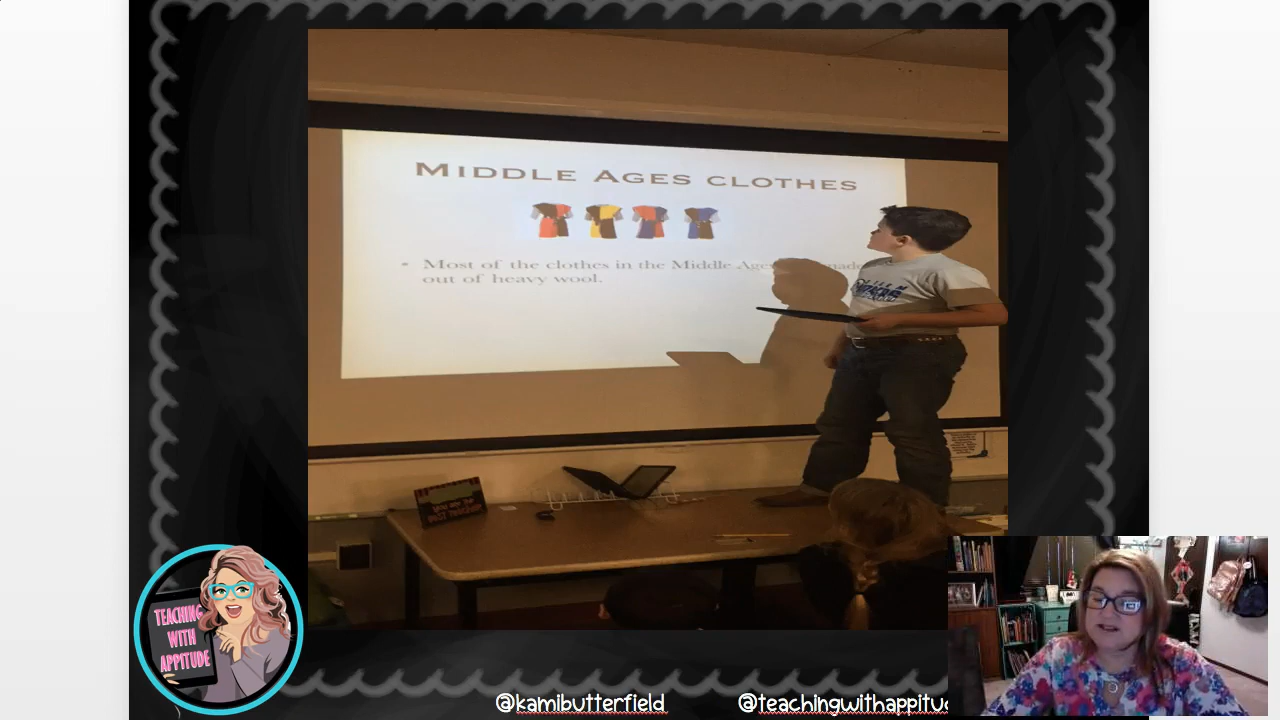 MIDDLE AGES CLOTHES
• Most of the clothes in the Middle Ages made
out of heavy wool.
TEACHING
WITH
APPITUDE
@kamibutterfield
@teachingwithappitu